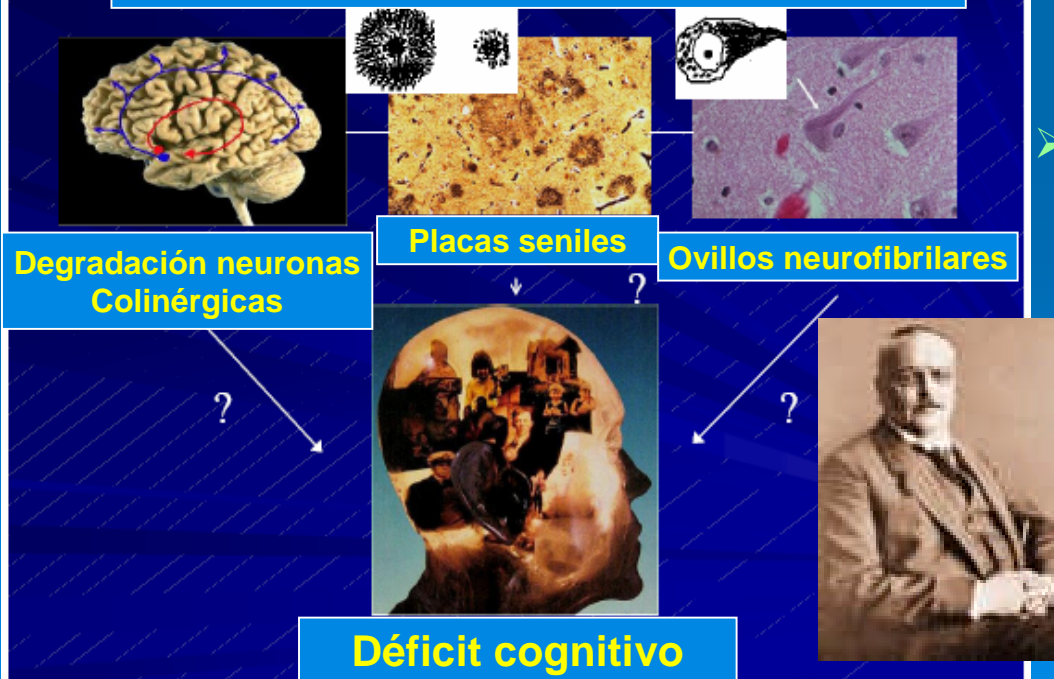 Placas seniles
Ovillos neurofibrilares
Degradación neuronas
Colinérgicas
?
?
?
Déficit cognitivo